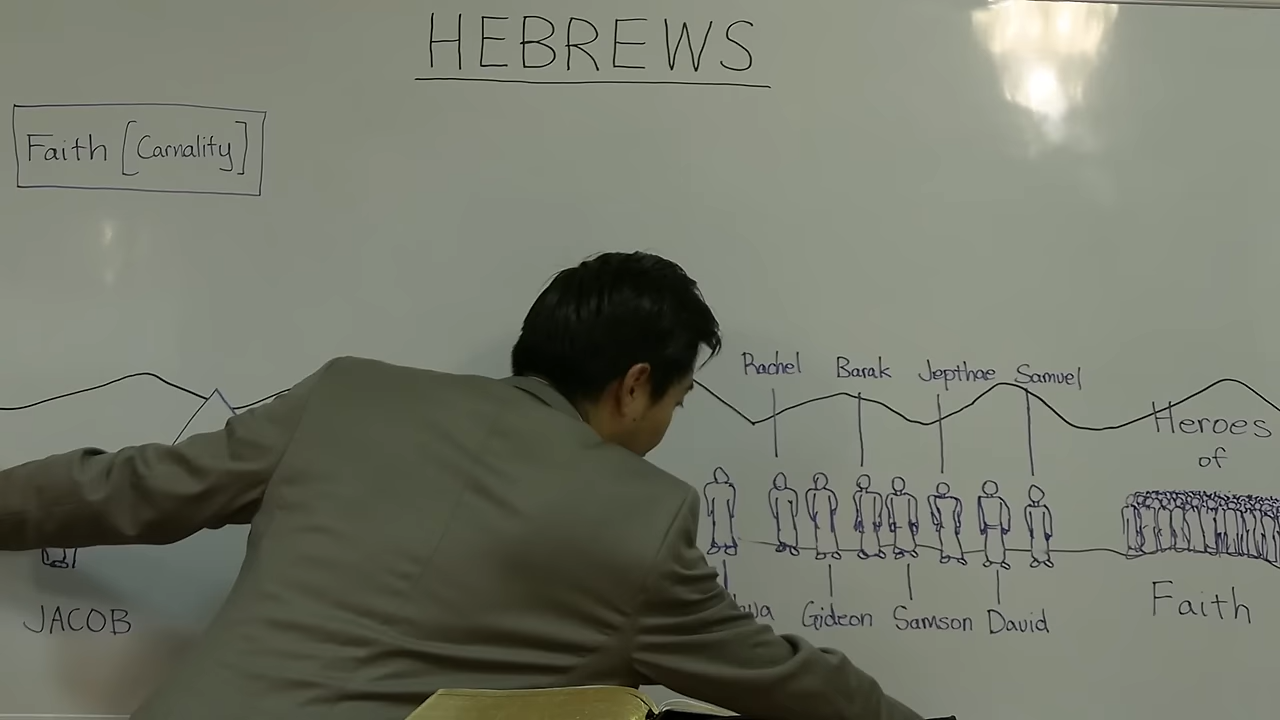 HEBREWS
Faith [Carnality]
Rachel Barak Jepthae Samuel
Heroes
of
Faith
JACOB
Gideon Samson David